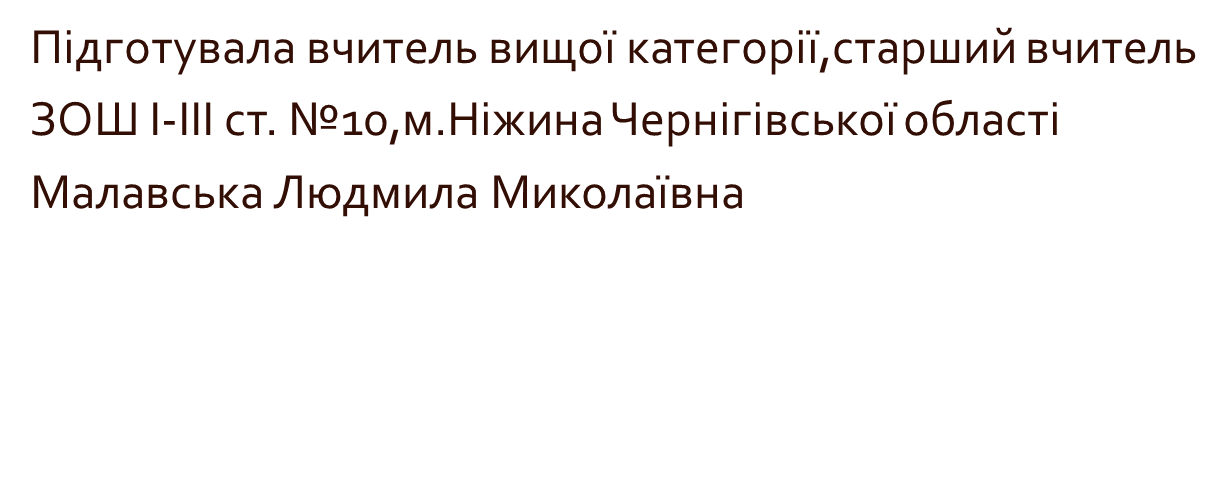 Підготувала вчитель вищої категорії,старший вчитель
ЗОШ І-ІІІ ст. №10,м.Ніжина Чернігівської області
Малавська Людмила Миколаївна